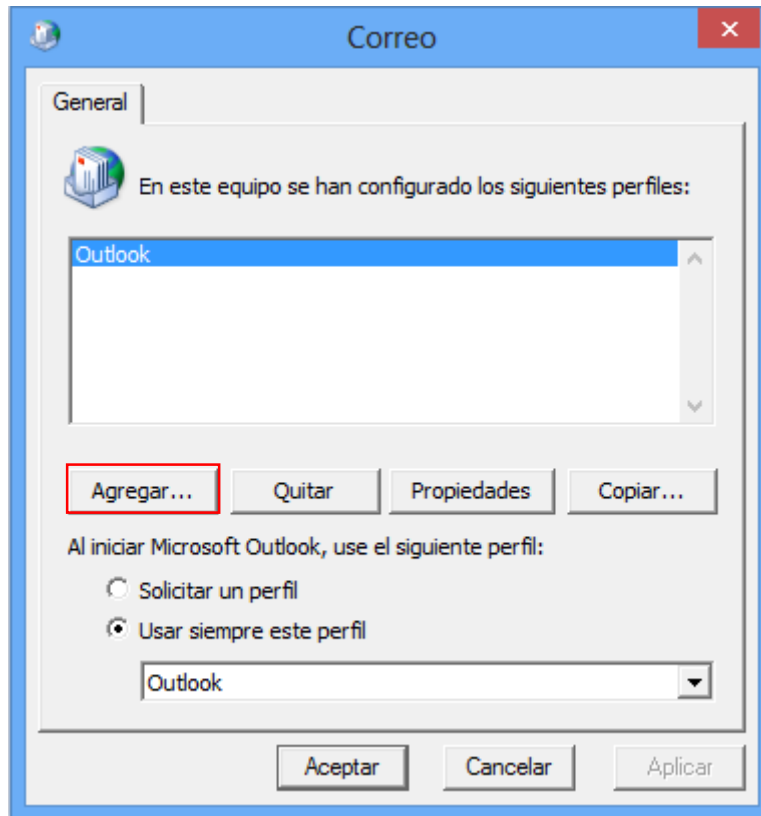 Correo
General
En este equipo se han configurado los siguientes perfiles:
Outlook
Agregar... Quitar Propiedades Copiar...
Al iniciar Microsoft Outlook, use el siguiente perfil:
Solicitar un perfil
Usar siempre este perfil
Outlook
Aceptar Cancelar Aplicar